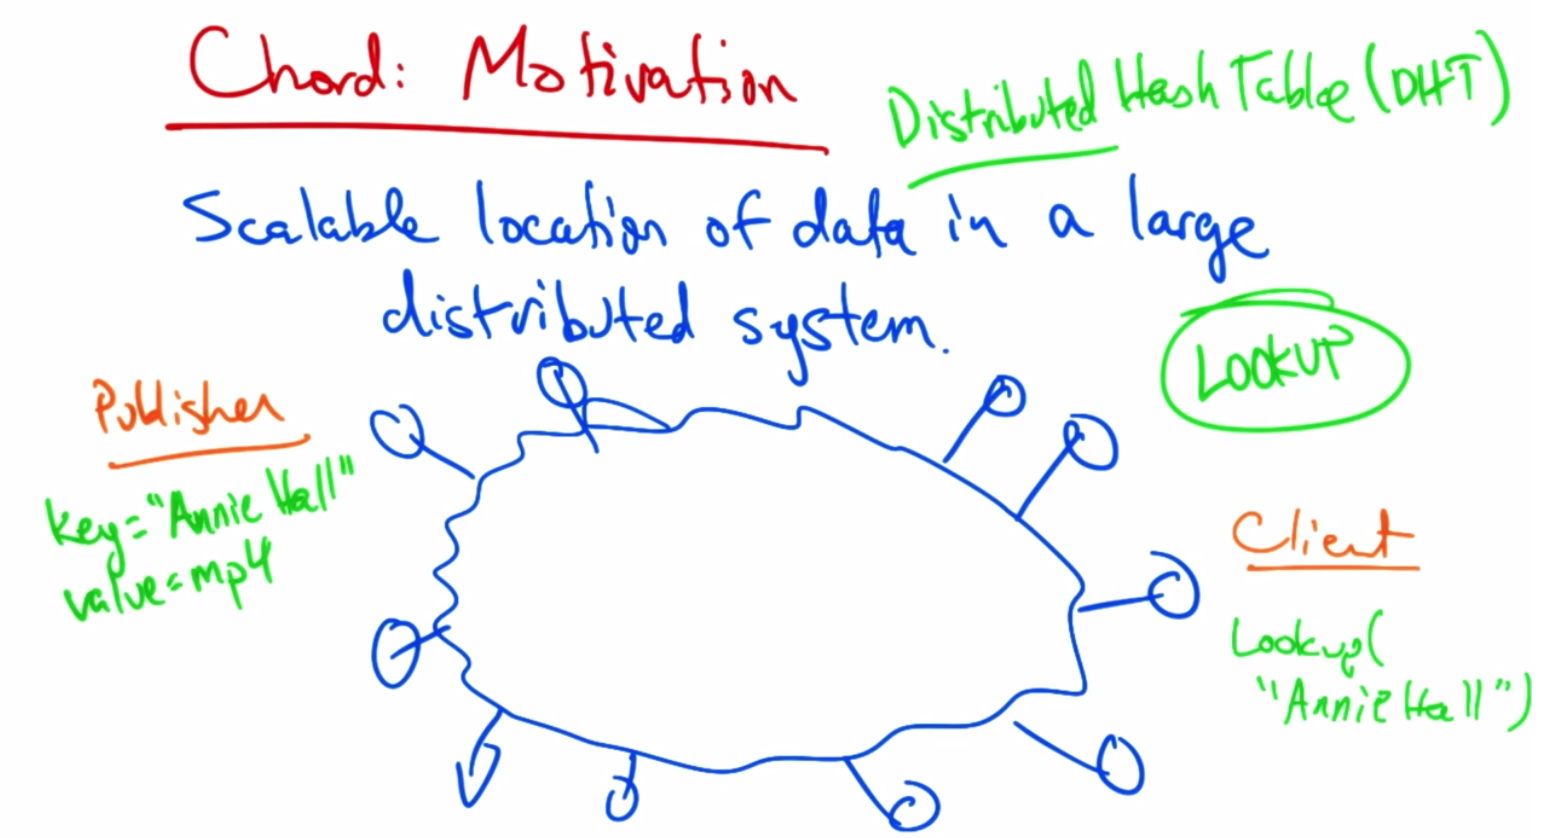 Chord: Motivation
Distributed Hash Table (DHT)
Scalable location of data in a large
distributed system.
LOOKUP
Publisher
key="Annie Hall"
value=mp4
Client
Lookup(
"Annie Hall")